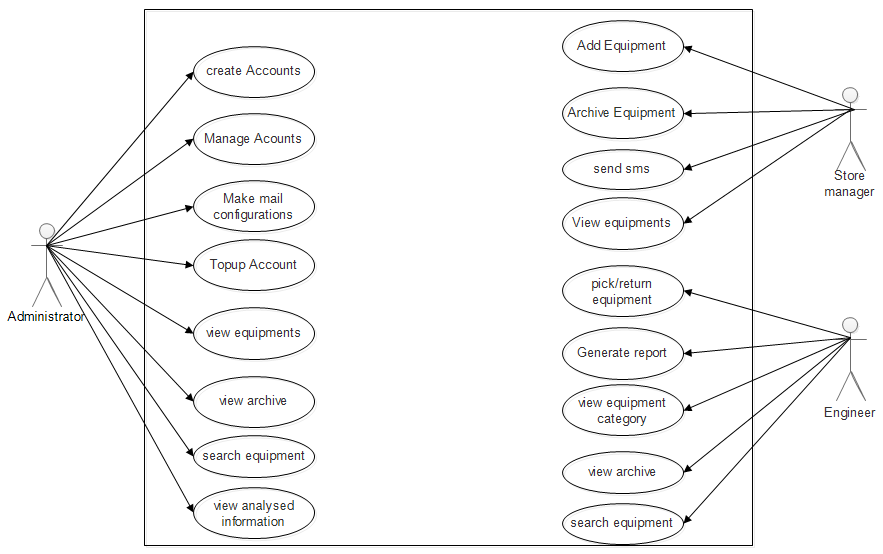 create Accounts
Manage Acounts
Make mail
configurations
Topup Account
view equipments
view archive
search equipment
view analysed
information
Administrator
Add Equipment
Archive Equipment
send sms
View equipments
pick/return
equipment
Generate report
view equipment
category
view archive
search equipment
Store
manager
Engineer